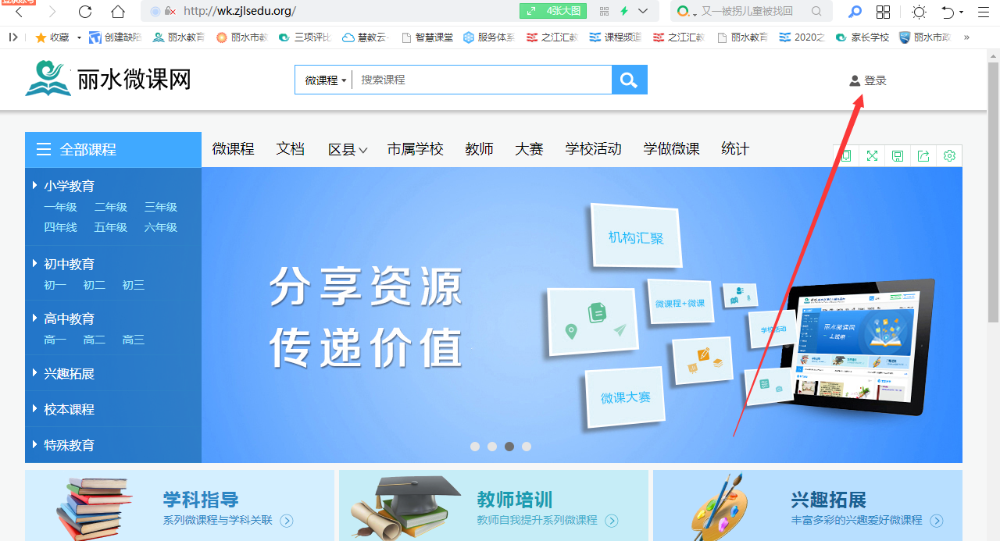 登录账号
http://wk.zjlsedu.org/
4张大图
又一被拐儿童被找回
收藏
创建缺陷
丽水教育
丽水市教
三项评比
慧教云
智慧课堂
服务体系
之江汇教
课程频道
之江汇教
丽水教育
2020之
家长学校
丽水市政
»
丽水微课网
微课程
搜索课程
登录
全部课程
微课程 文档 区县 市属学校 教师 大赛 学校活动 学做微课 统计
小学教育
一年级 二年级 三年级
四年线 五年级 六年级
初中教育
初一 初二 初三
高中教育
高一 高二 高三
兴趣拓展
校本课程
特殊教育
分享资源
传递价值
机构汇聚
微课程+微课
学校活动
微课大赛
丽水微课网
学科指导
系列微课程与学科关联
教师培训
教师自我提升系列微课程
兴趣拓展
丰富多彩的兴趣爱好微课程